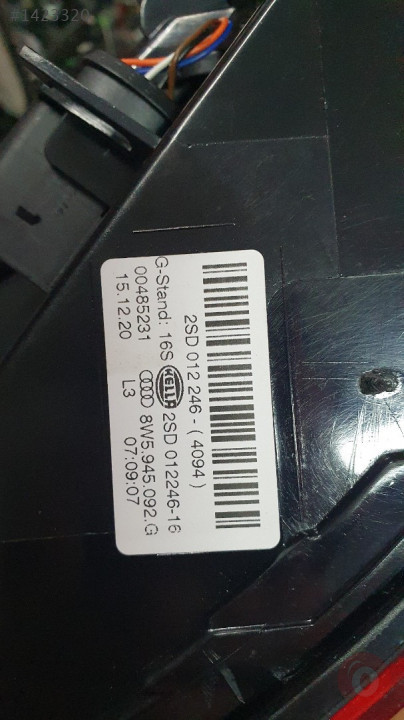 #1425320
2SD 012 246 - ( 4094 )
G-Stand: 16S HELLA 2SD 012246-16
00485231 8W5.945.092.G
15.12.20 L3 07:09:07